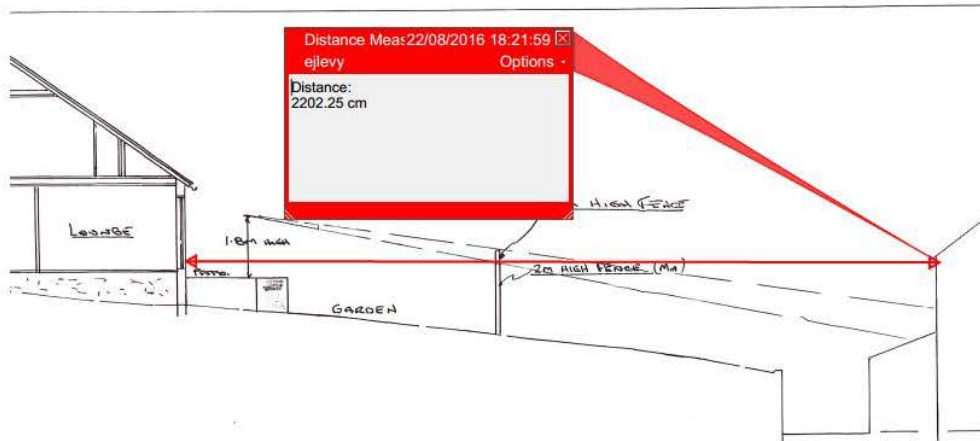 Distance Meas22/08/2016 18:21:59
ejlevy Options
Distance:
2202.25 cm
HIGH FENCE
LOUNGE
1.8m HIGH
PATIO.
2m HIGH FENCE (MH)
GARDEN